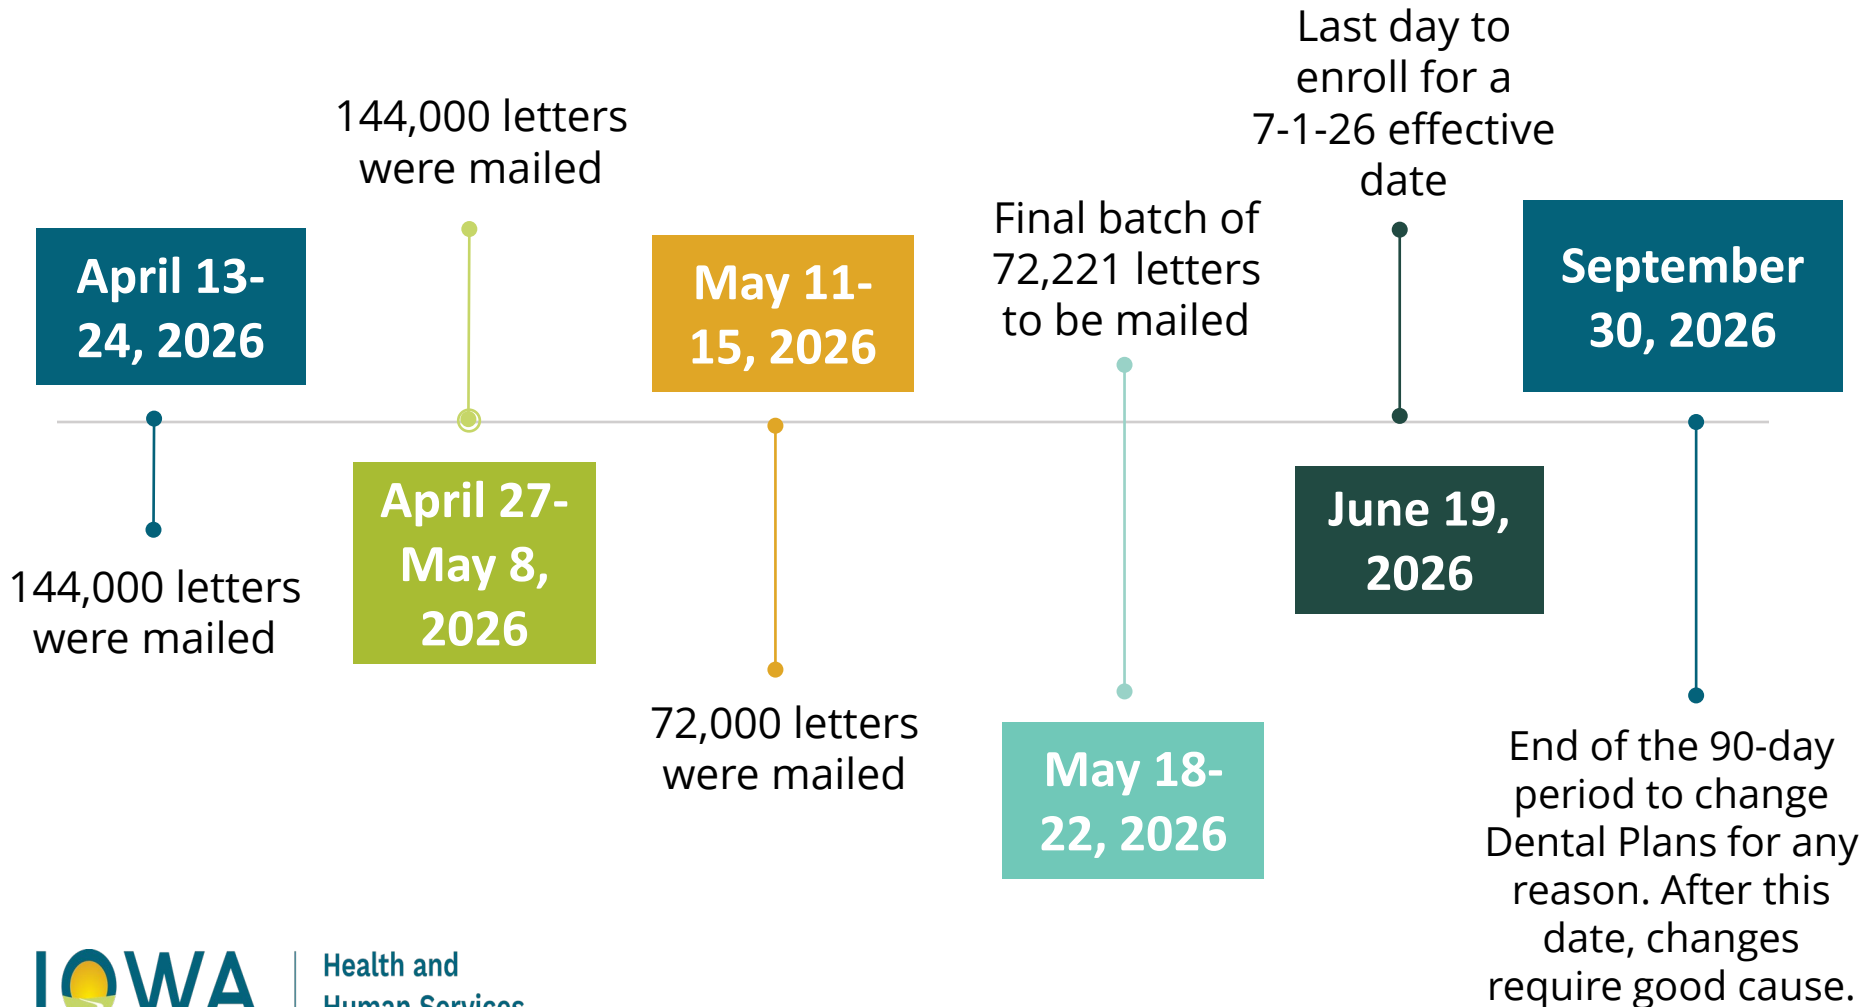 April 13-
24, 2026
144,000 letters
were mailed
144,000 letters
were mailed
April 27-
May 8,
2026
May 11-
15, 2026
72,000 letters
were mailed
Final batch of
72,221 letters
to be mailed
May 18-
22, 2026
Last day to
enroll for a
7-1-26 effective
date
June 19,
2026
September
30, 2026
End of the 90-day
period to change
Dental Plans for any
reason. After this
date, changes
require good cause.
IOWA
Health and
Human Services